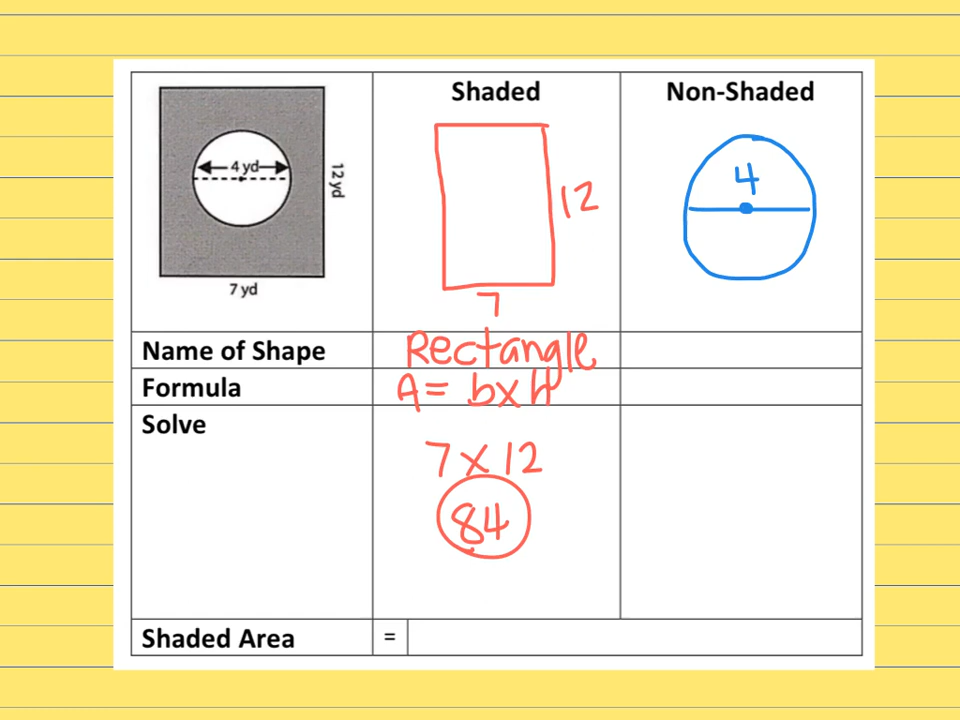 Shaded
Non-Shaded
4 yd
12 yd
7 yd
12
7
4
Name of Shape
Rectangle
Formula
A = b x h
Solve
7 x 12
84
Shaded Area
=